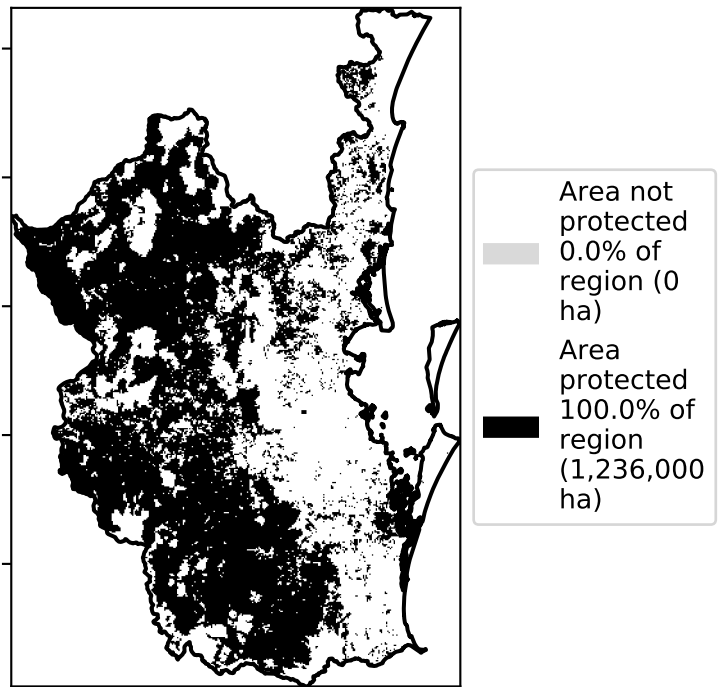 Area not
protected
0.0% of
region (0
ha)
Area
protected
100.0% of
region
(1,236,000
ha)